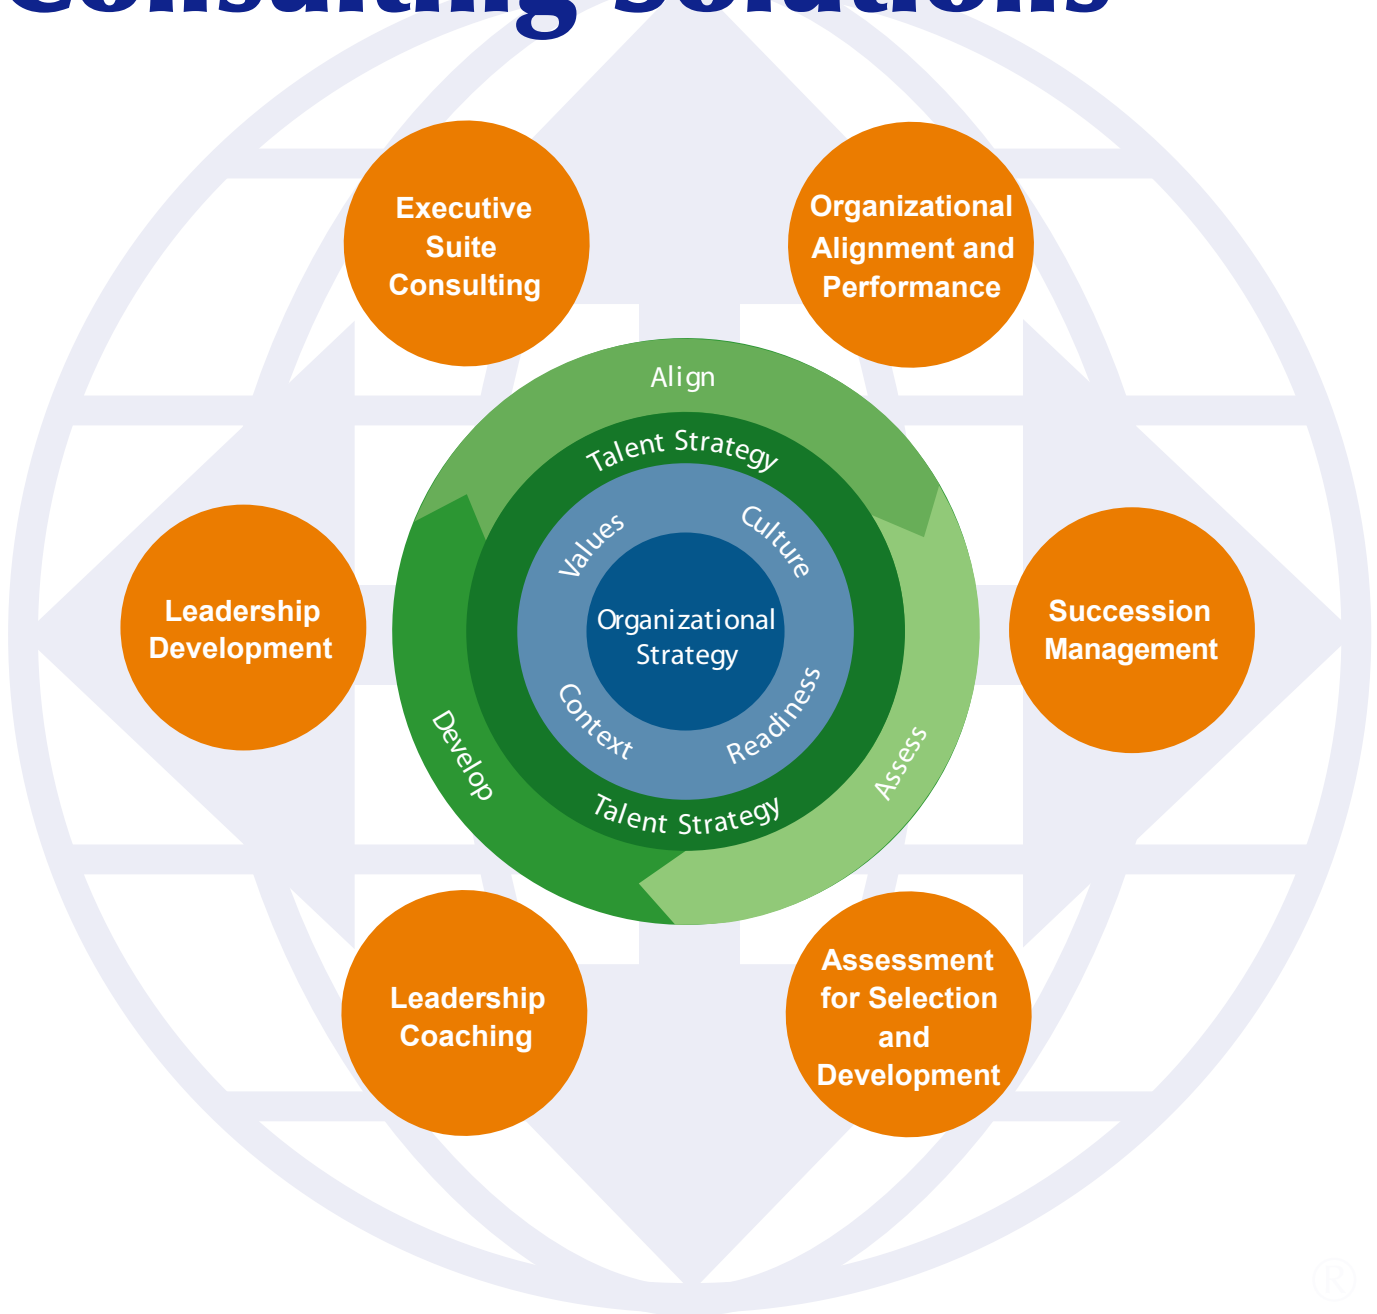 Consulting Solutions
Executive
Suite
Consulting
Organizational
Alignment and
Performance
Align
Talent Strategy
Values
Culture
Organizational
Strategy
Context
Readiness
Talent Strategy
Develop
Assess
Leadership
Development
Succession
Management
Leadership
Coaching
Assessment
for Selection
and
Development
®